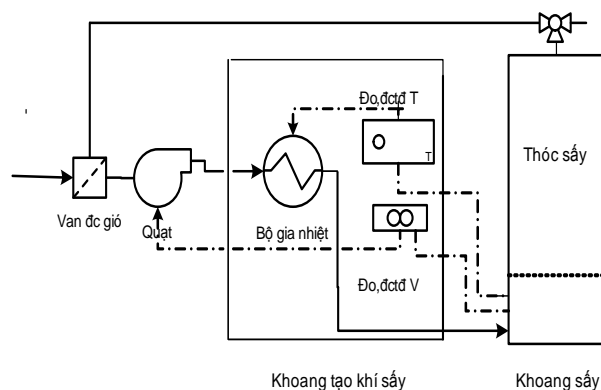 Đo,đctđ T
T
Thóc sấy
Van đc gió
Quạt
Bộ gia nhiệt
Đo,đctđ V
Khoang tạo khí sấy
Khoang sấy